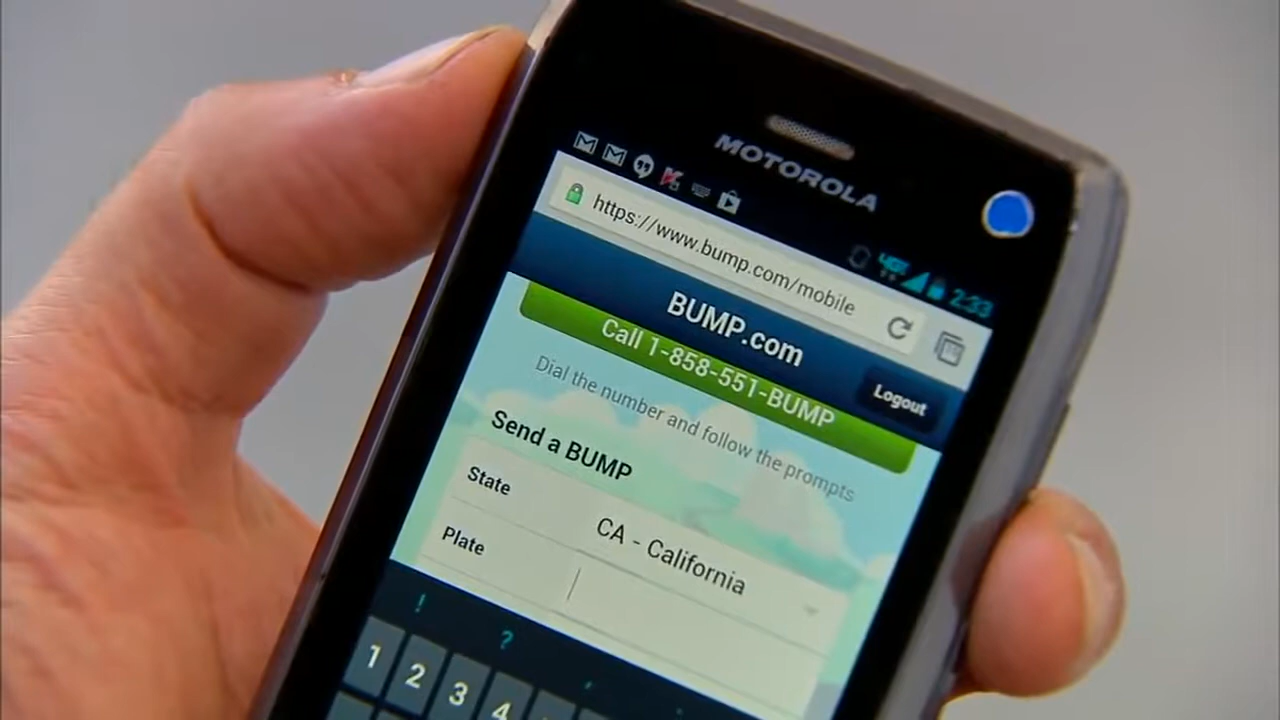 MOTOROLA
4G 2:33
https://www.bump.com/mobile
BUMP.com
Logout
Call 1-858-551-BUMP
Dial the number and follow the prompts
Send a BUMP
State
CA - California
Plate
! ?
1 2 3 4